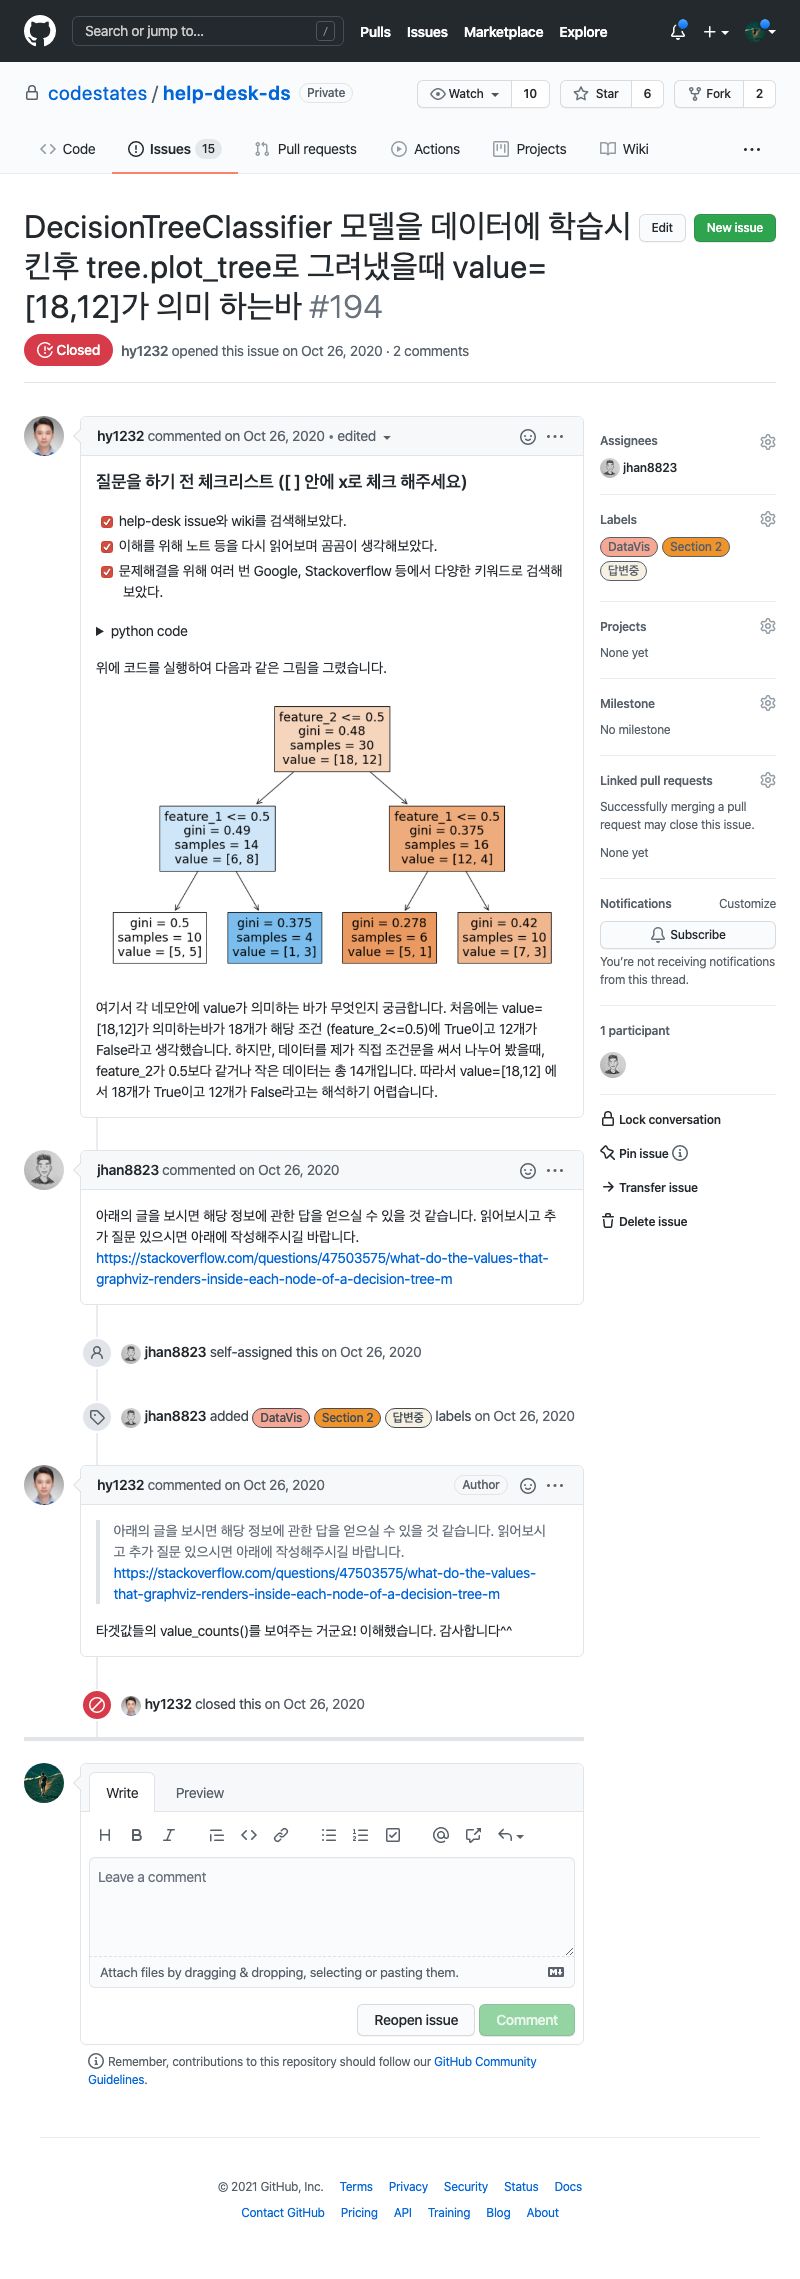 Search or jump to...
/
Pulls
Issues
Marketplace
Explore
codestates / help-desk-ds
Private
Watch
10
Star
6
Fork
2
Code
Issues 15
Pull requests
Actions
Projects
Wiki
DecisionTreeClassifier 모델을 데이터에 학습시
킨후 tree.plot_tree로 그려냈을때 value=
[18,12]가 의미 하는바 #194
Edit
New issue
Closed
hy1232 opened this issue on Oct 26, 2020 · 2 comments
hy1232 commented on Oct 26, 2020 • edited
질문을 하기 전 체크리스트 ([ ] 안에 x로 체크 해주세요)
help-desk issue와 wiki를 검색해보았다.
이해를 위해 노트 등을 다시 읽어보며 곰곰이 생각해보았다.
문제해결을 위해 여러 번 Google, Stackoverflow 등에서 다양한 키워드로 검색해
보았다.
python code
위에 코드를 실행하여 다음과 같은 그림을 그렸습니다.
feature_2 <= 0.5
gini = 0.48
samples = 30
value = [18, 12]
feature_1 <= 0.5
gini = 0.49
samples = 14
value = [6, 8]
feature_1 <= 0.5
gini = 0.375
samples = 16
value = [12, 4]
gini = 0.5
samples = 10
value = [5, 5]
gini = 0.375
samples = 4
value = [1, 3]
gini = 0.278
samples = 6
value = [5, 1]
gini = 0.42
samples = 10
value = [7, 3]
여기서 각 네모안에 value가 의미하는 바가 무엇인지 궁금합니다. 처음에는 value=
[18,12]가 의미하는바가 18개가 해당 조건 (feature_2<=0.5)에 True이고 12개가
False라고 생각했습니다. 하지만, 데이터를 제가 직접 조건문을 써서 나누어 봤을때,
feature_2가 0.5보다 같거나 작은 데이터는 총 14개입니다. 따라서 value=[18,12] 에
서 18개가 True이고 12개가 False라고는 해석하기 어렵습니다.
Assignees
jhan8823
Labels
DataVis
Section 2
답변중
Projects
None yet
Milestone
No milestone
Linked pull requests
Successfully merging a pull
request may close this issue.
None yet
Notifications
Customize
Subscribe
You're not receiving notifications
from this thread.
1 participant
Lock conversation
Pin issue
Transfer issue
Delete issue
jhan8823 commented on Oct 26, 2020
아래의 글을 보시면 해당 정보에 관한 답을 얻으실 수 있을 것 같습니다. 읽어보시고 추
가 질문 있으시면 아래에 작성해주시길 바랍니다.
https://stackoverflow.com/questions/47503575/what-do-the-values-that-
graphviz-renders-inside-each-node-of-a-decision-tree-m
jhan8823 self-assigned this on Oct 26, 2020
jhan8823 added DataVis Section 2 답변중 labels on Oct 26, 2020
hy1232 commented on Oct 26, 2020
Author
아래의 글을 보시면 해당 정보에 관한 답을 얻으실 수 있을 것 같습니다. 읽어보시
고 추가 질문 있으시면 아래에 작성해주시길 바랍니다.
https://stackoverflow.com/questions/47503575/what-do-the-values-
that-graphviz-renders-inside-each-node-of-a-decision-tree-m
타겟값들의 value_counts()를 보여주는 거군요! 이해했습니다. 감사합니다^^
hy1232 closed this on Oct 26, 2020
Write
Preview
Leave a comment
Attach files by dragging & dropping, selecting or pasting them.
Reopen issue
Comment
Remember, contributions to this repository should follow our GitHub Community
Guidelines.
© 2021 GitHub, Inc.
Terms
Privacy
Security
Status
Docs
Contact GitHub
Pricing
API
Training
Blog
About